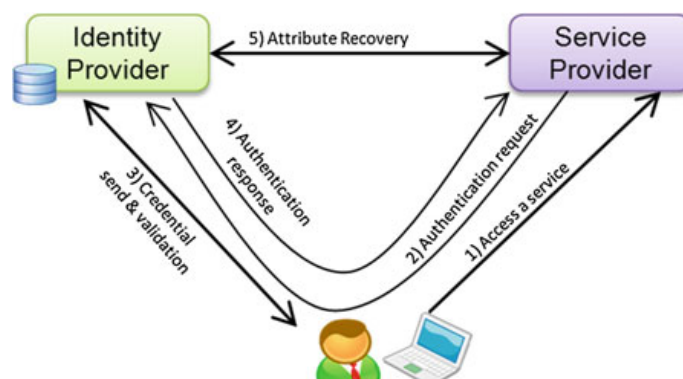 Identity
Provider
5) Attribute Recovery
Service
Provider
4) Authentication
response
3) Credential
send & validation
2) Authentication request
1) Access a service